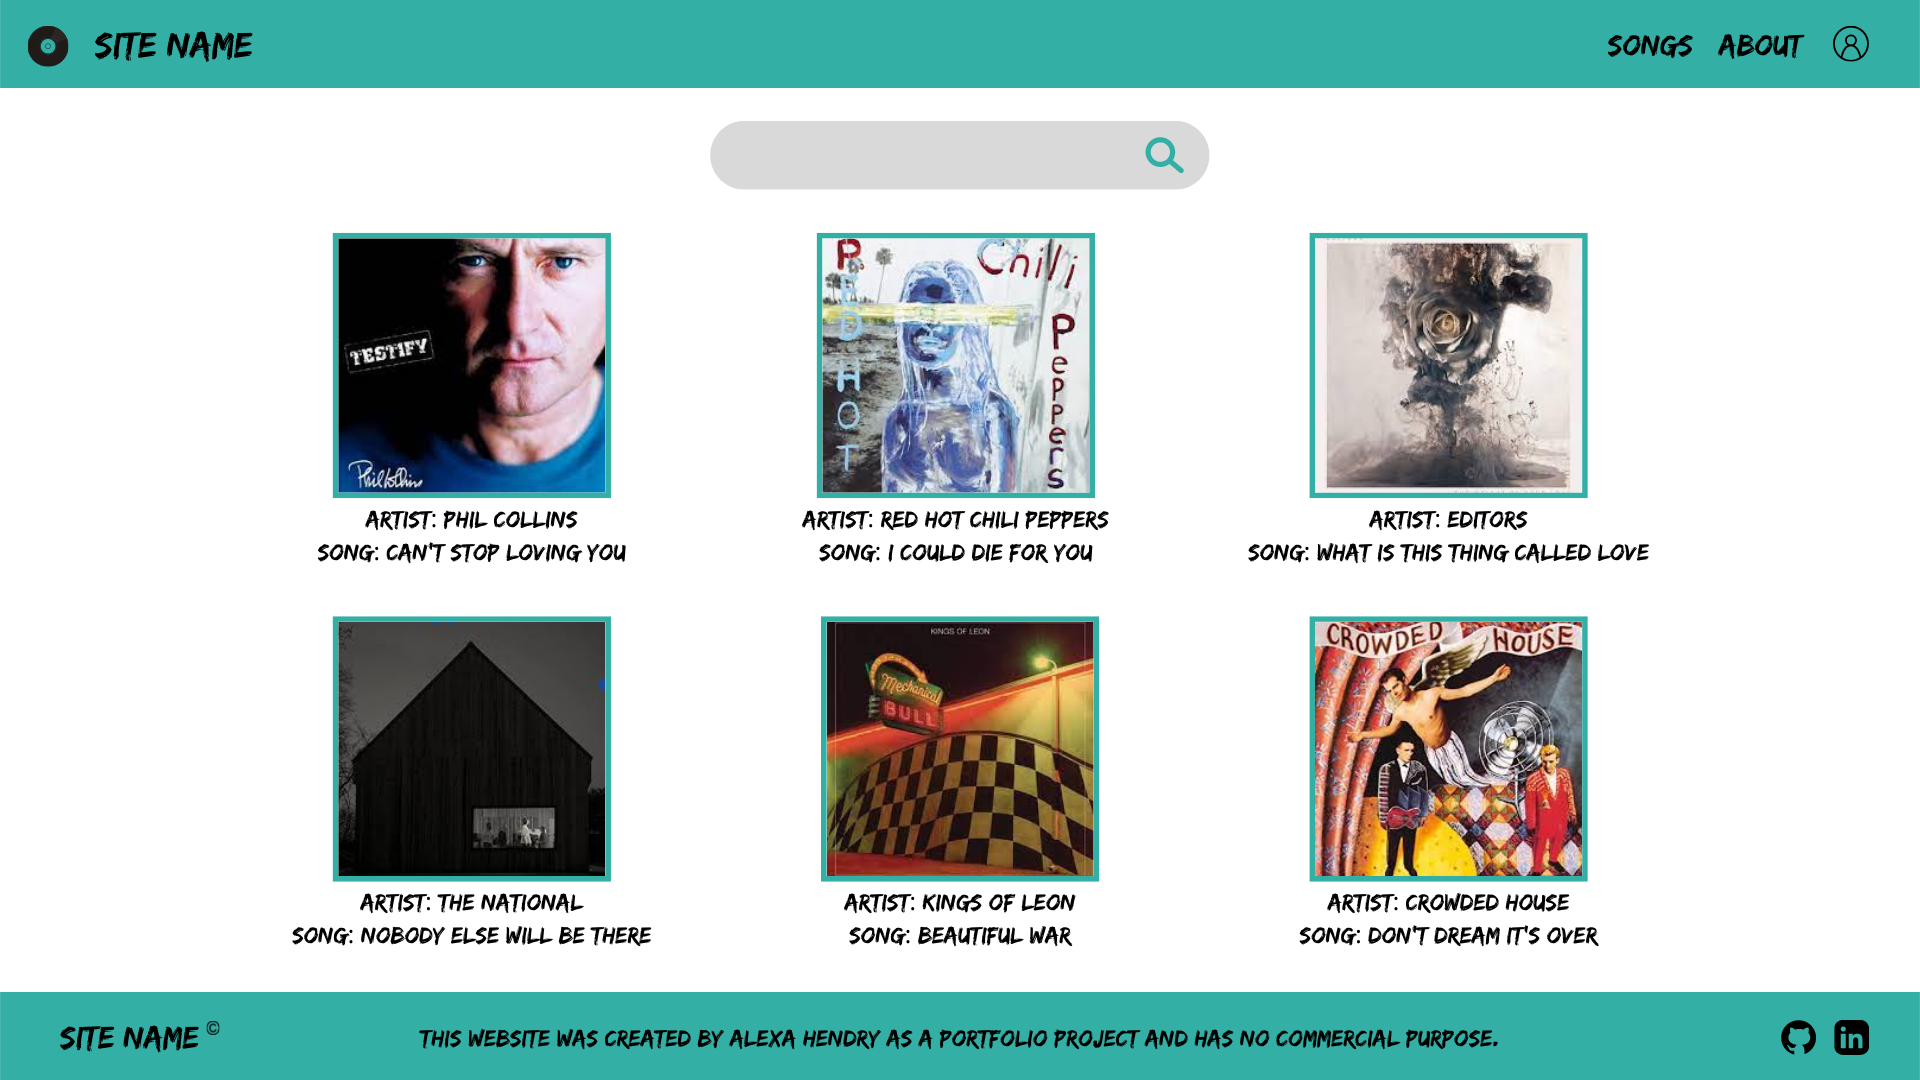 SITE NAME
SONGS ABOUT
TESTIFY
Phil Collins
RED HOT
Chili
Peppers
ARTIST: PHIL COLLINS
SONG: CAN'T STOP LOVING YOU
ARTIST: RED HOT CHILI PEPPERS
SONG: I COULD DIE FOR YOU
ARTIST: EDITORS
SONG: WHAT IS THIS THING CALLED LOVE
KINGS OF LEON
Mechanical
BULL
CROWDED HOUSE
ARTIST: THE NATIONAL
SONG: NOBODY ELSE WILL BE THERE
ARTIST: KINGS OF LEON
SONG: BEAUTIFUL WAR
ARTIST: CROWDED HOUSE
SONG: DON'T DREAM IT'S OVER
SITE NAME ©
THIS WEBSITE WAS CREATED BY ALEXA HENDRY AS A PORTFOLIO PROJECT AND HAS NO COMMERCIAL PURPOSE.
in